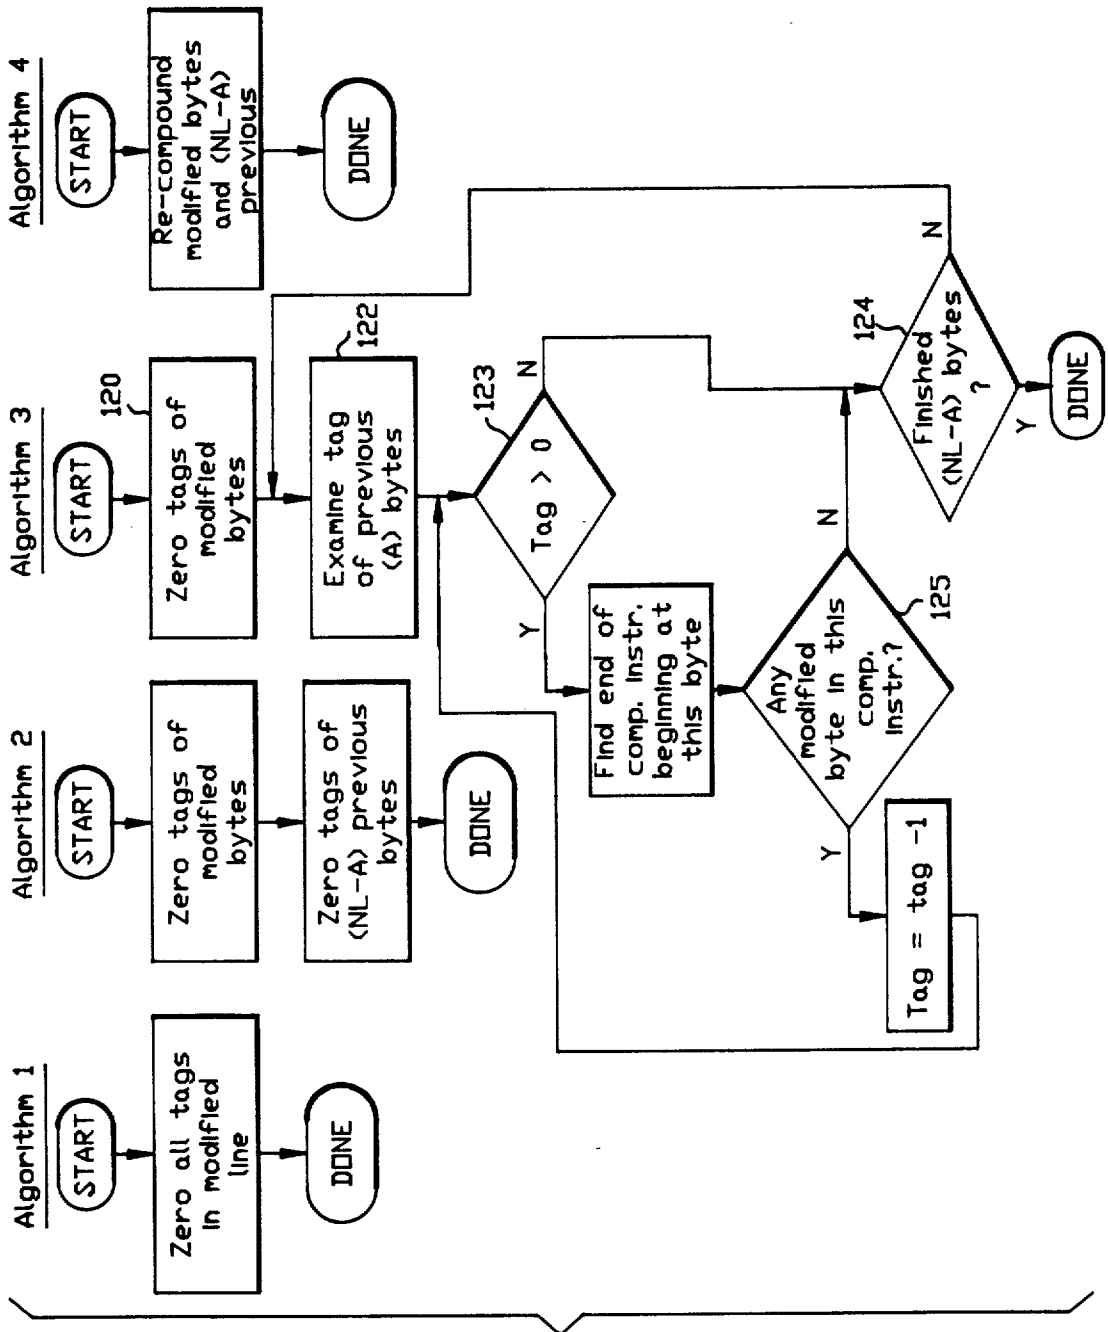 Algorithm 1
START
Zero all tags
in modified
line
DONE
Algorithm 2
START
Zero tags of
modified
bytes
Zero tags of
(NL-A) previous
bytes
DONE
Algorithm 3
START
120
Zero tags of
modified
bytes
122
Examine tag
of previous
(A) bytes
123
Tag > 0
Y
N
Find end of
comp. instr.
beginning at
this byte
Any
modified
byte in this
comp.
instr.?
125
Y
N
Tag = tag -1
124
Finished
(NL-A) bytes
?
N
Y
DONE
Algorithm 4
START
Re-compound
modified bytes
and (NL-A)
previous
DONE